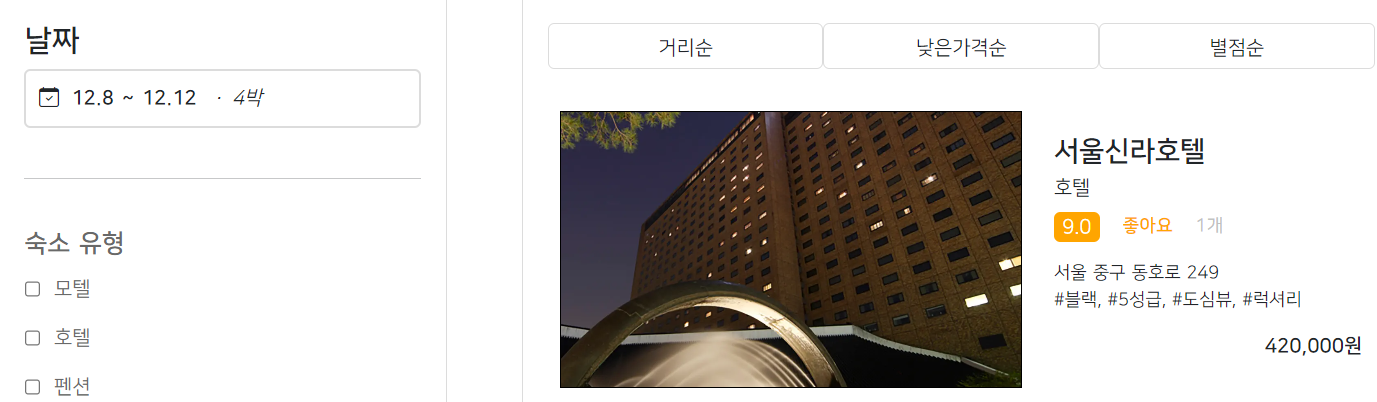 날짜
12.8 ~ 12.12 · 4박
숙소 유형
모텔
호텔
펜션
거리순 낮은가격순 별점순
서울신라호텔
호텔
9.0 좋아요 1개
서울 중구 동호로 249
#블랙, #5성급, #도심뷰, #럭셔리
420,000원